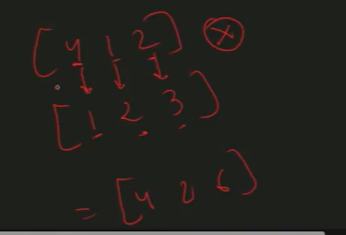 [4 1 2] ⊗
[1 2 3]
= [4 2 6]